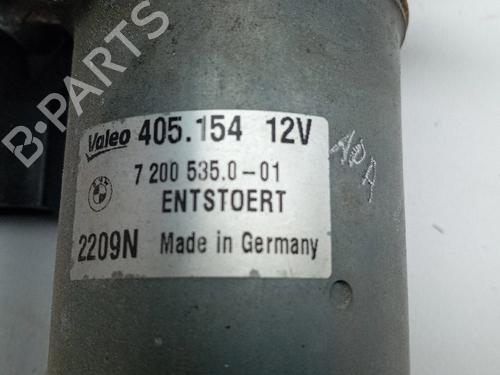 Valeo 405.154 12V
7 200 535.0-01
ENTSTOERT
2209N Made in Germany
B-PARTS